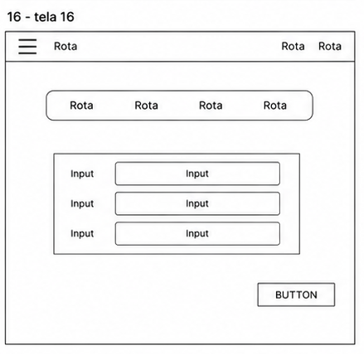 16 - tela 16
Rota Rota Rota
Rota Rota Rota Rota
Input Input
Input Input
Input Input
BUTTON